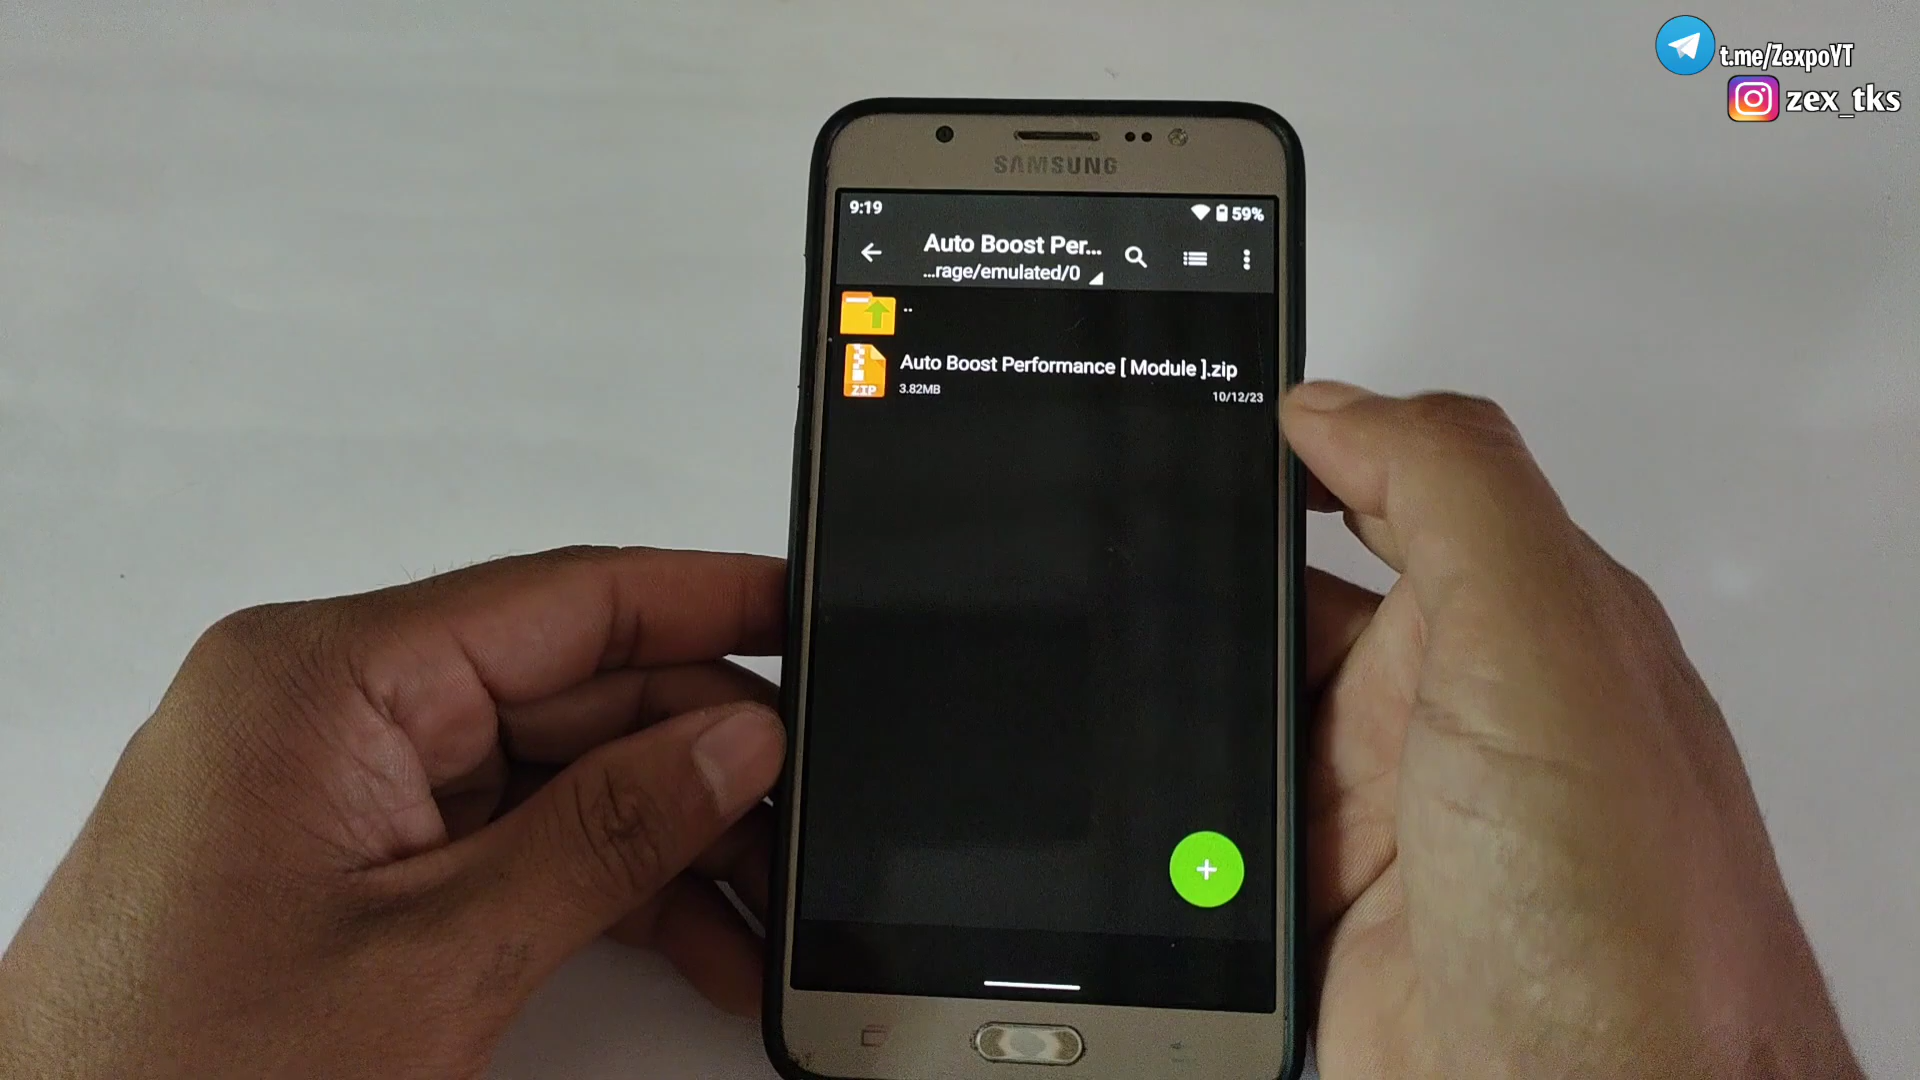 t.me/ZexpoYT
zex_tks
SAMSUNG
9:19
59%
Auto Boost Per...
...rage/emulated/0
..
Auto Boost Performance [ Module ].zip
ZIP
3.82MB
10/12/23